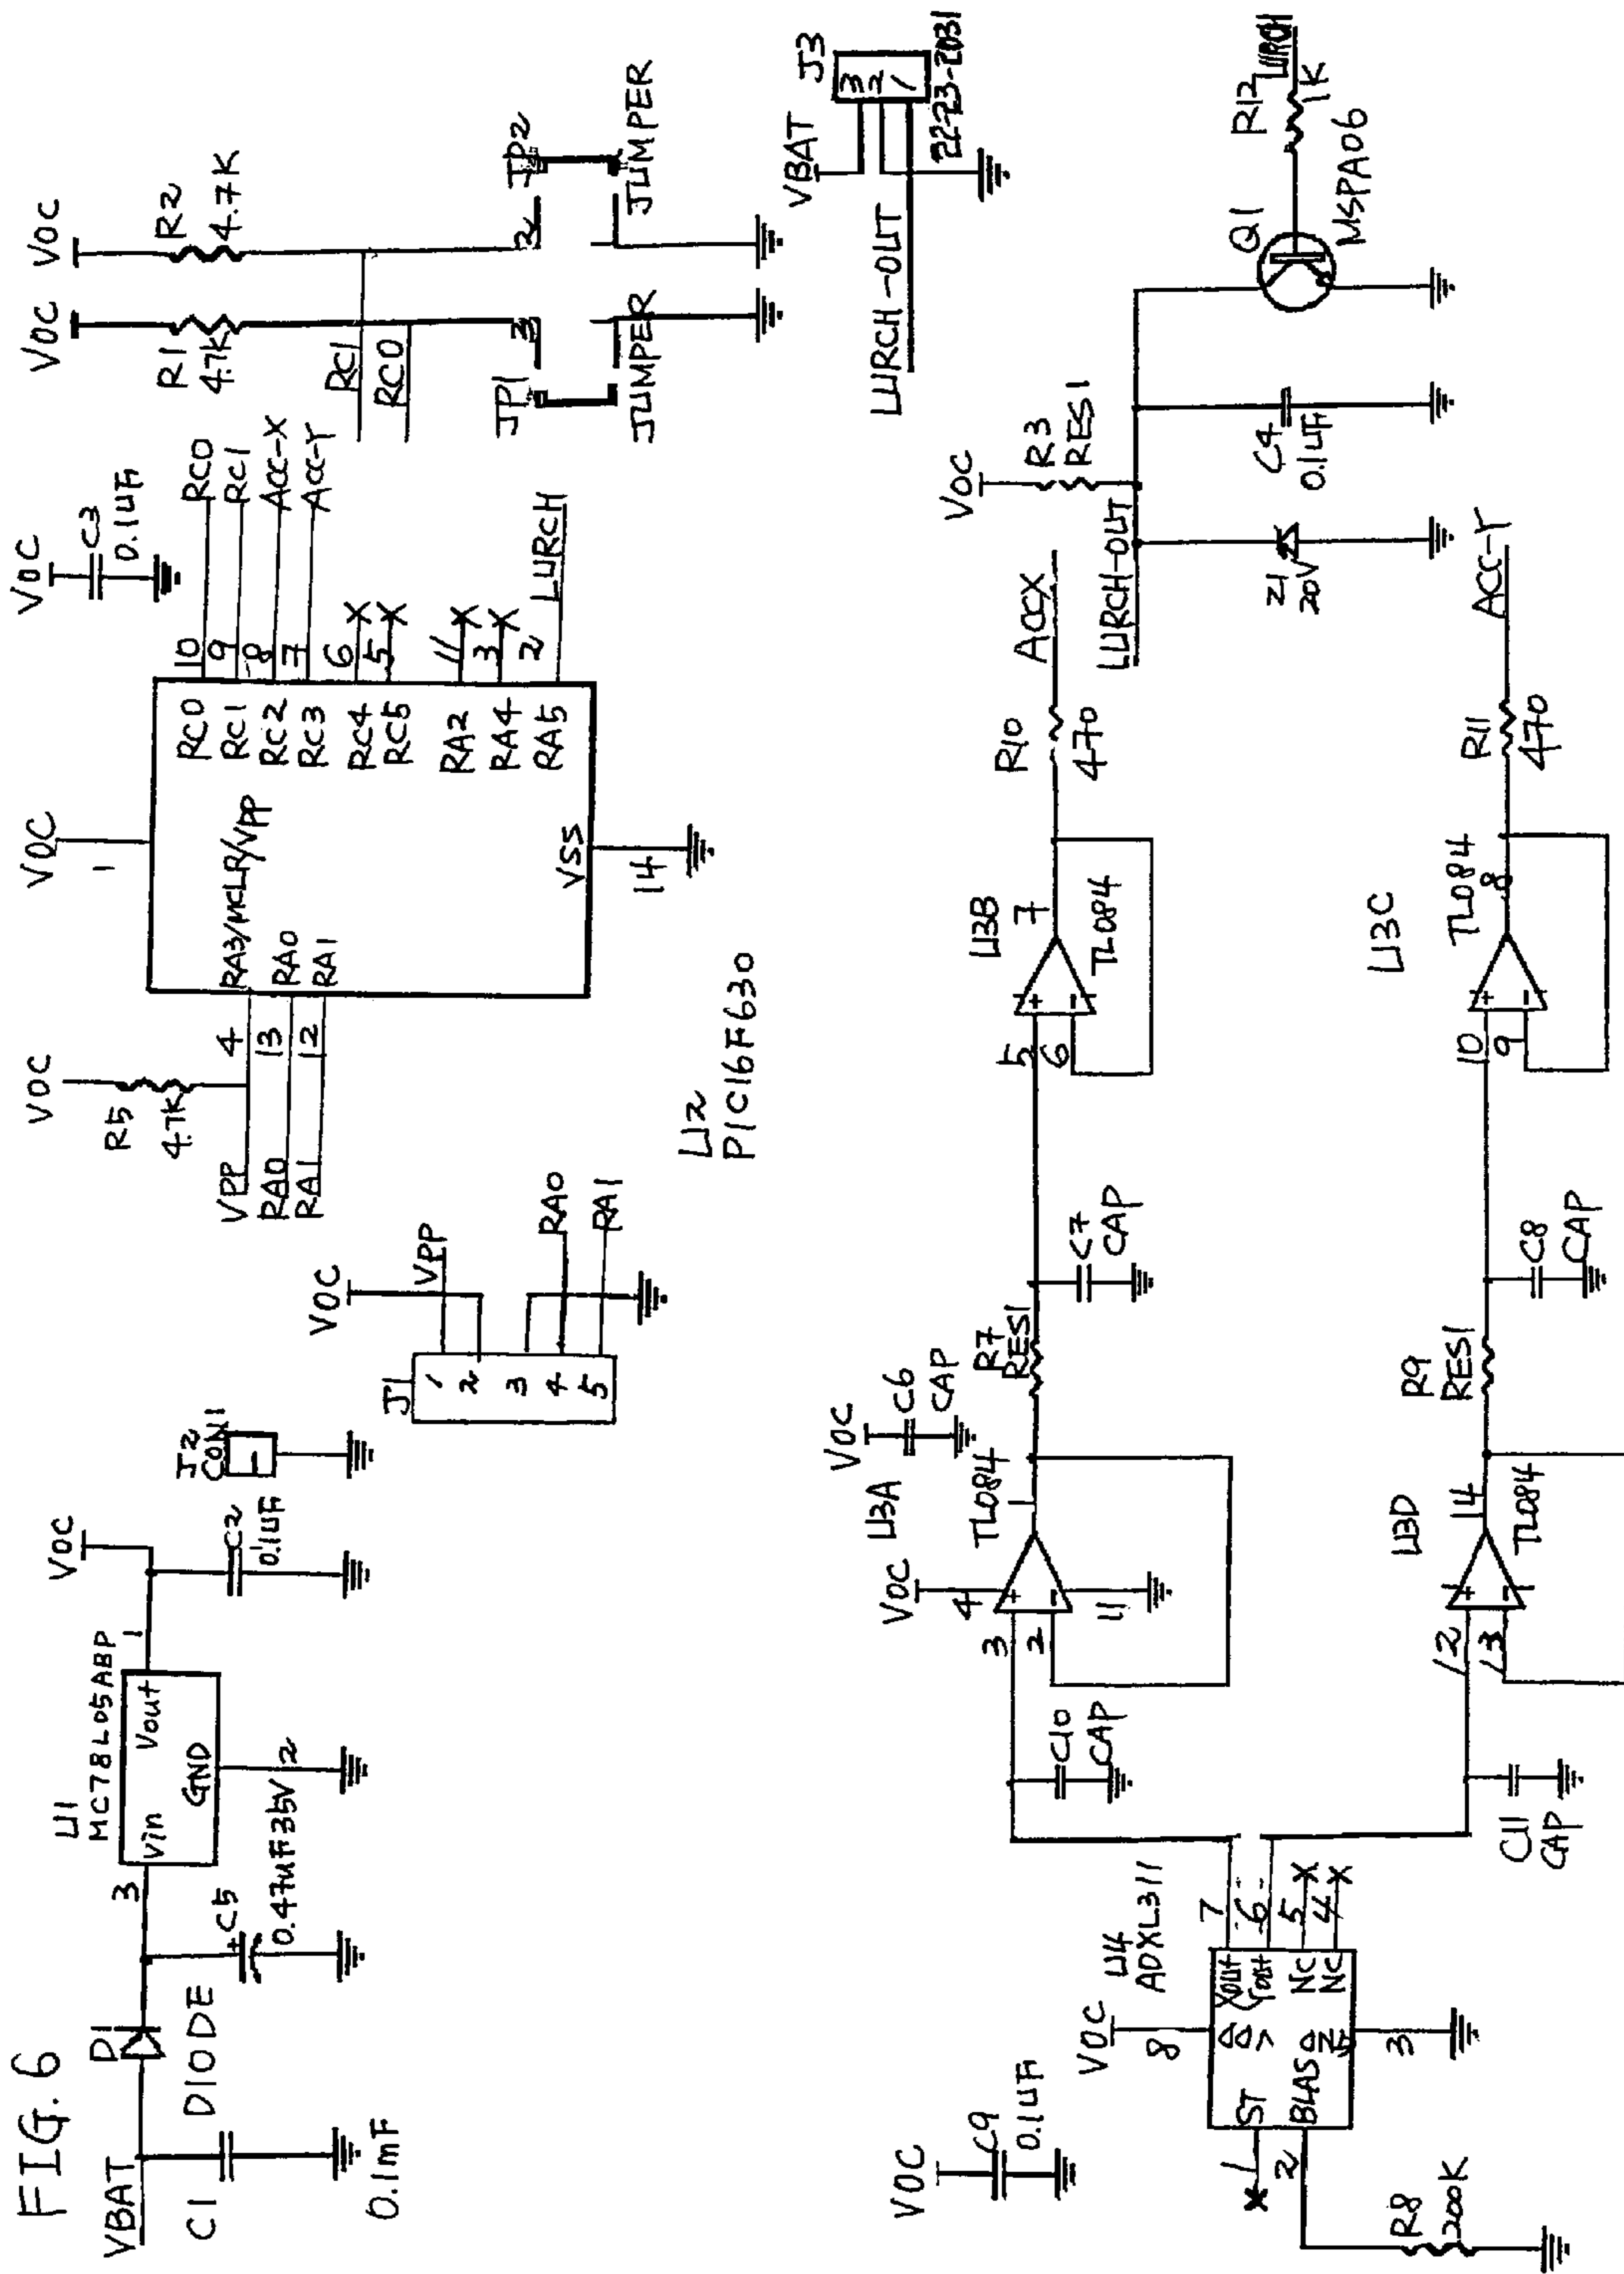 FIG. 6
VBAT
C1
0.1mF
D1
DIODE
C5
+
0.47uF35V
U1
MC78L05ABP
3
Vin
Vout
1
GND
2
VOC
C2
0.1uF
J2
CON1
1
J1
1
2
3
4
5
VOC
VPP
RA0
RA1
VOC
R5
4.7K
VPP
RA0
RA1
4
13
12
RA3/MCLR/VPP
RA0
RA1
VOC
1
VSS
14
U2
PIC16F630
RC0
RC1
RC2
RC3
RC4
RC5
RA2
RA4
RA5
10
9
8
7
6
5
11
3
2
RC0
RC1
ACC-X
ACC-Y
LURCH
VOC
C3
0.1uF
VOC
R1
4.7K
VOC
R2
4.7K
RC1
RC0
JP1
2
JUMPER
JP2
2
JUMPER
VBAT
J3
3
2
1
22-23-2031
LURCH-OUT
VOC
C9
0.1uF
VOC
8
U4
ADXL311
1
ST
2
BIAS
VDD
GND
3
Xout
Yout
NC
NC
7
6
5
4
R8
200K
C10
CAP
C11
CAP
VOC
4
U3A
TL084
3
2
1
11
+
-
VOC
C6
CAP
R7
RES1
C7
CAP
U3B
5
6
7
+
-
TL084
R10
470
ACCX
U3D
12
13
14
+
-
TL084
R9
RES1
C8
CAP
U3C
TL084
10
9
8
+
-
R11
470
ACC-Y
VOC
R3
RES1
LURCH-OUT
Z1
20V
C4
0.1uF
Q1
MSPA06
R12
1K
LURCH